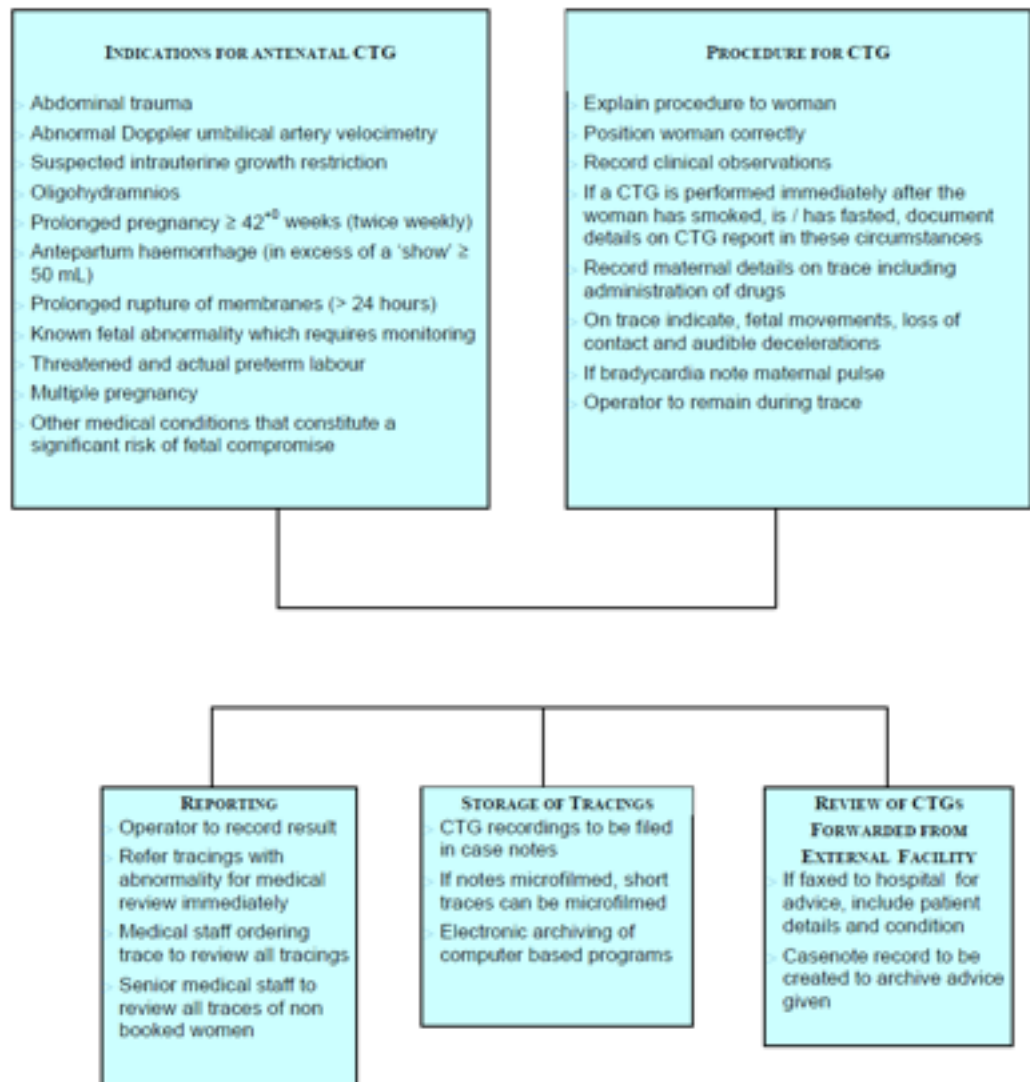 INDICATIONS FOR ANTENATAL CTG
Abdominal trauma
Abnormal Doppler umbilical artery velocimetry
Suspected intrauterine growth restriction
Oligohydramnios
Prolonged pregnancy ≥ 42⁺⁰ weeks (twice weekly)
Antepartum haemorrhage (in excess of a ‘show’ ≥
50 mL)
Prolonged rupture of membranes (> 24 hours)
Known fetal abnormality which requires monitoring
Threatened and actual preterm labour
Multiple pregnancy
Other medical conditions that constitute a
significant risk of fetal compromise
PROCEDURE FOR CTG
Explain procedure to woman
Position woman correctly
Record clinical observations
If a CTG is performed immediately after the
woman has smoked, is / has fasted, document
details on CTG report in these circumstances
Record maternal details on trace including
administration of drugs
On trace indicate, fetal movements, loss of
contact and audible decelerations
If bradycardia note maternal pulse
Operator to remain during trace
REPORTING
Operator to record result
Refer tracings with
abnormality for medical
review immediately
Medical staff ordering
trace to review all tracings
Senior medical staff to
review all traces of non
booked women
STORAGE OF TRACINGS
CTG recordings to be filed
in case notes
If notes microfilmed, short
traces can be microfilmed
Electronic archiving of
computer based programs
REVIEW OF CTGS
FORWARDED FROM
EXTERNAL FACILITY
If faxed to hospital for
advice, include patient
details and condition
Casenote record to be
created to archive advice
given